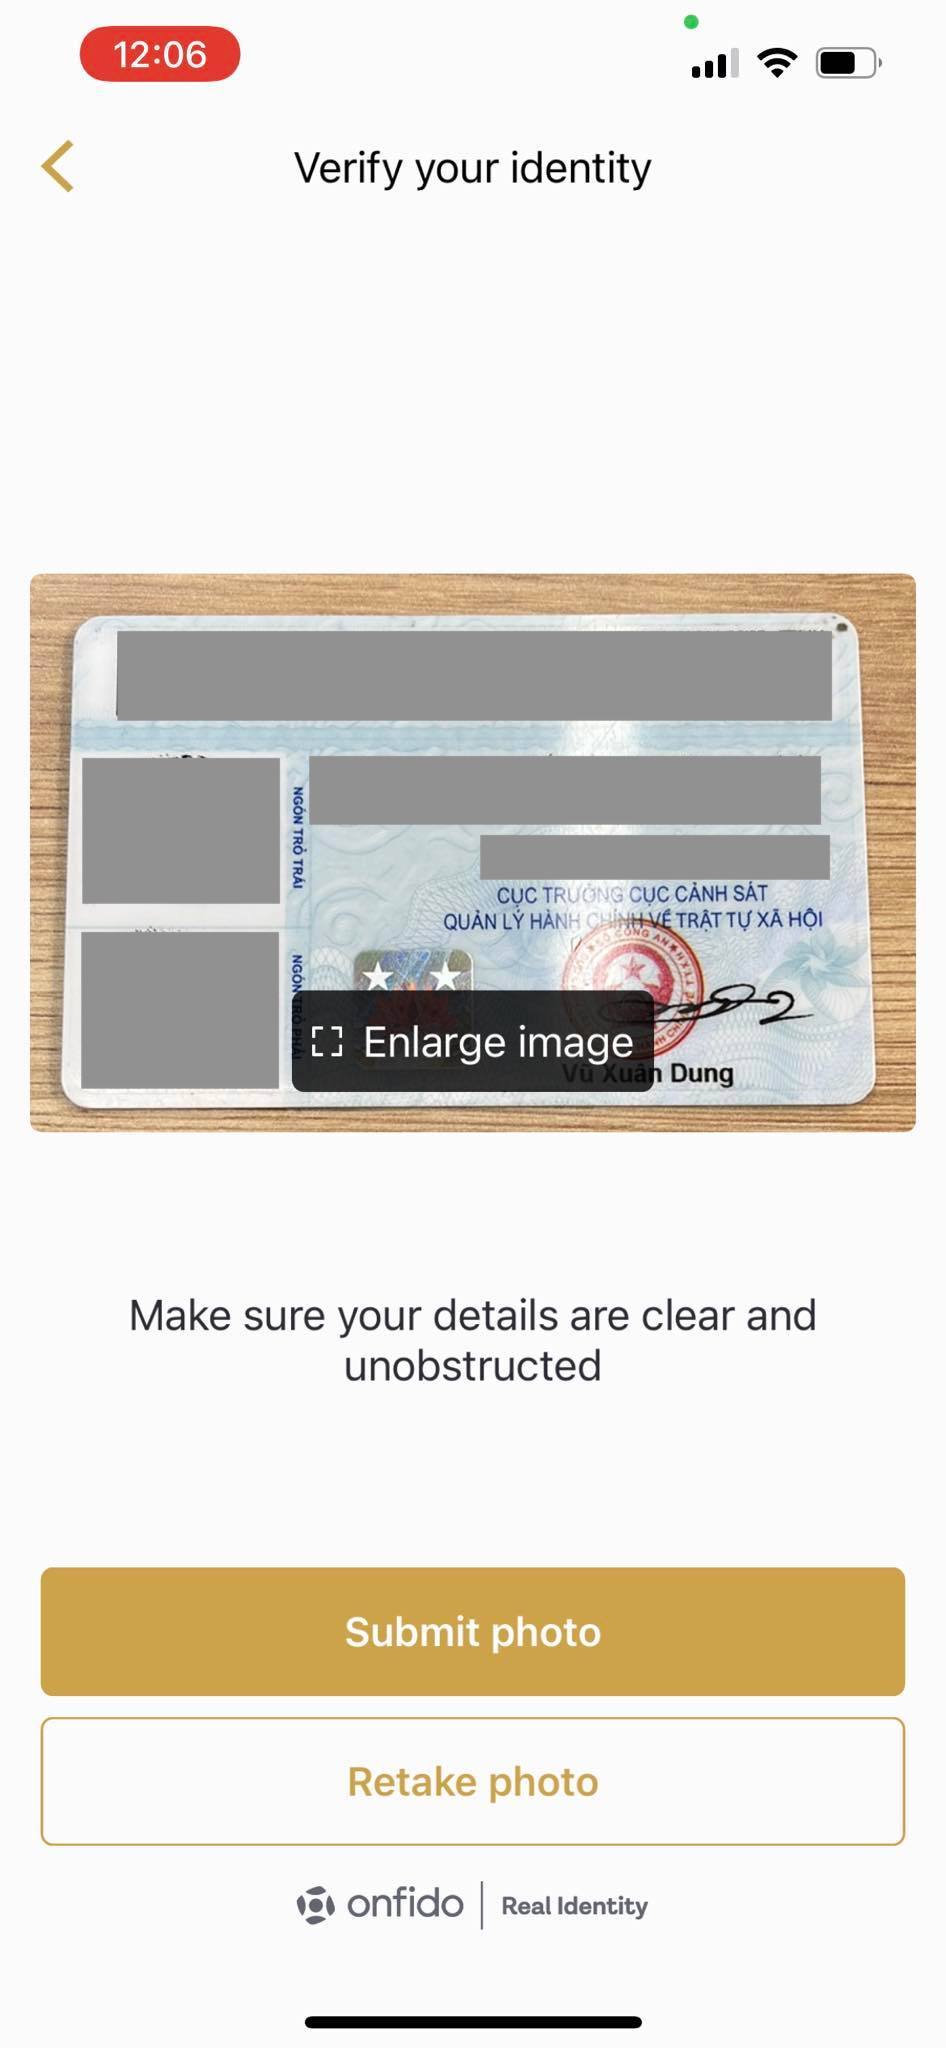 12:06
Verify your identity
NGÓN TRỎ TRÁI
CỤC TRƯỞNG CỤC CẢNH SÁT
QUẢN LÝ HÀNH CHÍNH VỀ TRẬT TỰ XÃ HỘI
NGÓN TRỎ PHẢI
Enlarge image
Vũ Xuân Dung
Make sure your details are clear and
unobstructed
Submit photo
Retake photo
onfido | Real Identity